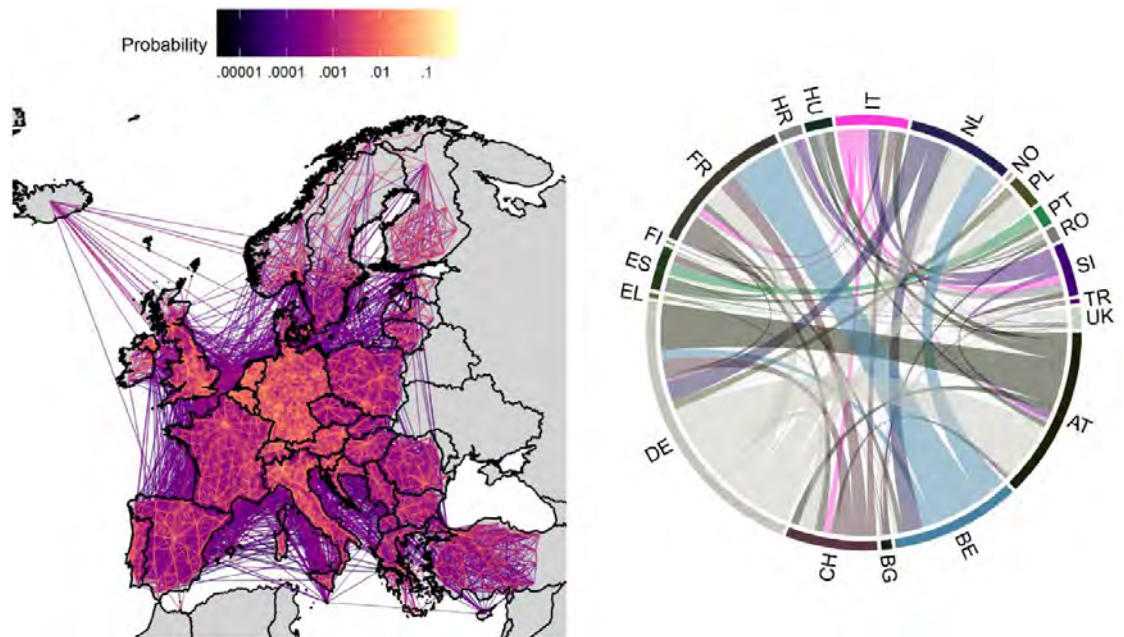 Probability
.00001 .0001 .001 .01 .1
HR
HU
IT
NL
NO
PL
PT
RO
SI
TR
UK
AT
BE
BG
CH
DE
EL
ES
FI
FR